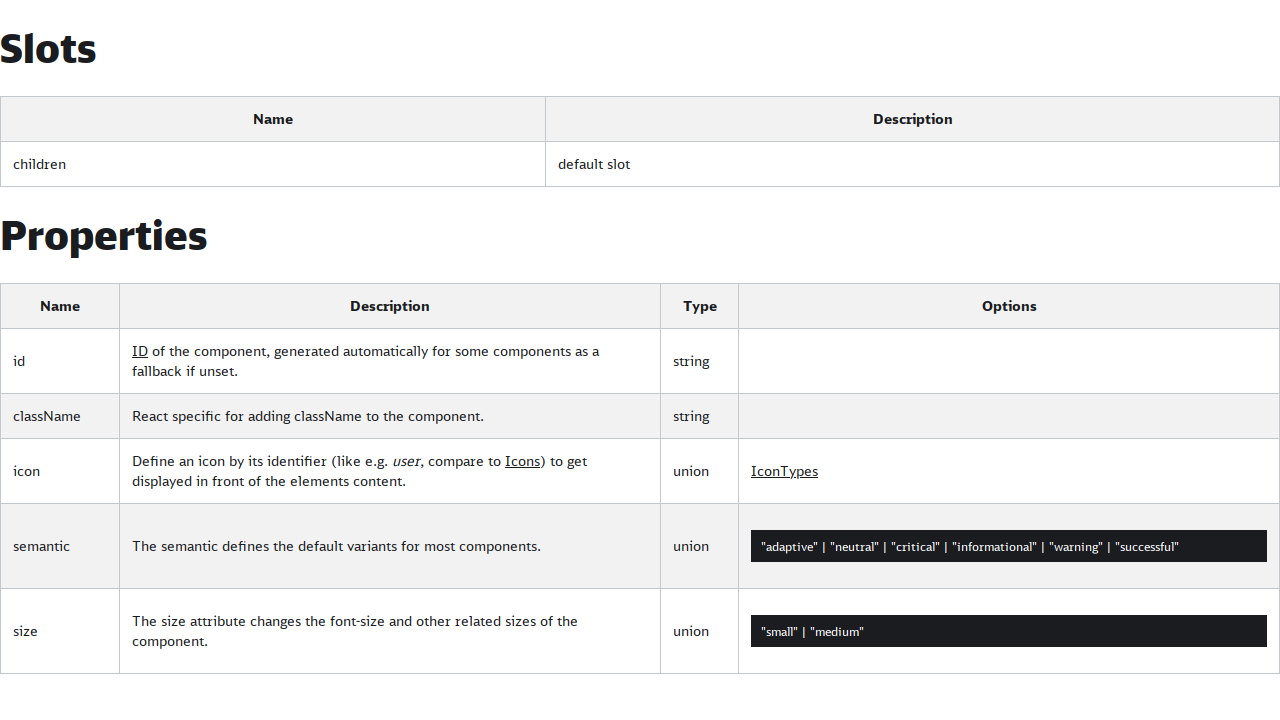 Slots
Name Description
children default slot
Properties
Name Description Type Options
id ID of the component, generated automatically for some components as a fallback if unset. string
className React specific for adding className to the component. string
icon Define an icon by its identifier (like e.g. user, compare to Icons) to get displayed in front of the elements content. union IconTypes
semantic The semantic defines the default variants for most components. union "adaptive" | "neutral" | "critical" | "informational" | "warning" | "successful"
size The size attribute changes the font-size and other related sizes of the component. union "small" | "medium"